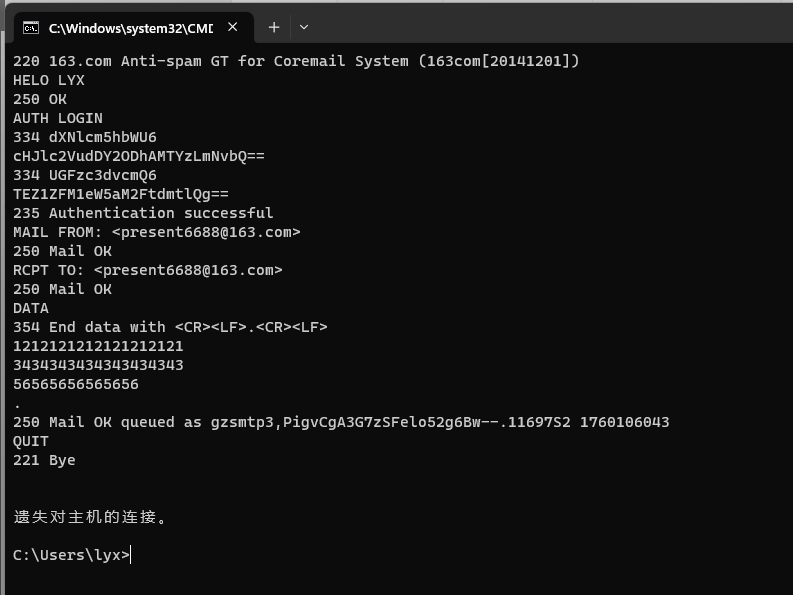 C:\Windows\system32\CMD
220 163.com Anti-spam GT for Coremail System (163com[20141201])
HELO LYX
250 OK
AUTH LOGIN
334 dXNlcm5hbWU6
cHJlc2VudDY2ODhAMTYzLmNvbQ==
334 UGFzc3dvcmQ6
TEZ1ZFM1eW5aM2FtdmtlQg==
235 Authentication successful
MAIL FROM: <present6688@163.com>
250 Mail OK
RCPT TO: <present6688@163.com>
250 Mail OK
DATA
354 End data with <CR><LF>.<CR><LF>
1212121212121212121
3434343434343434343
56565656565656
.
250 Mail OK queued as gzsmtp3,PigvCgA3G7zSFelo52g6Bw--.11697S2 1760106043
QUIT
221 Bye
遗失对主机的连接。
C:\Users\lyx>